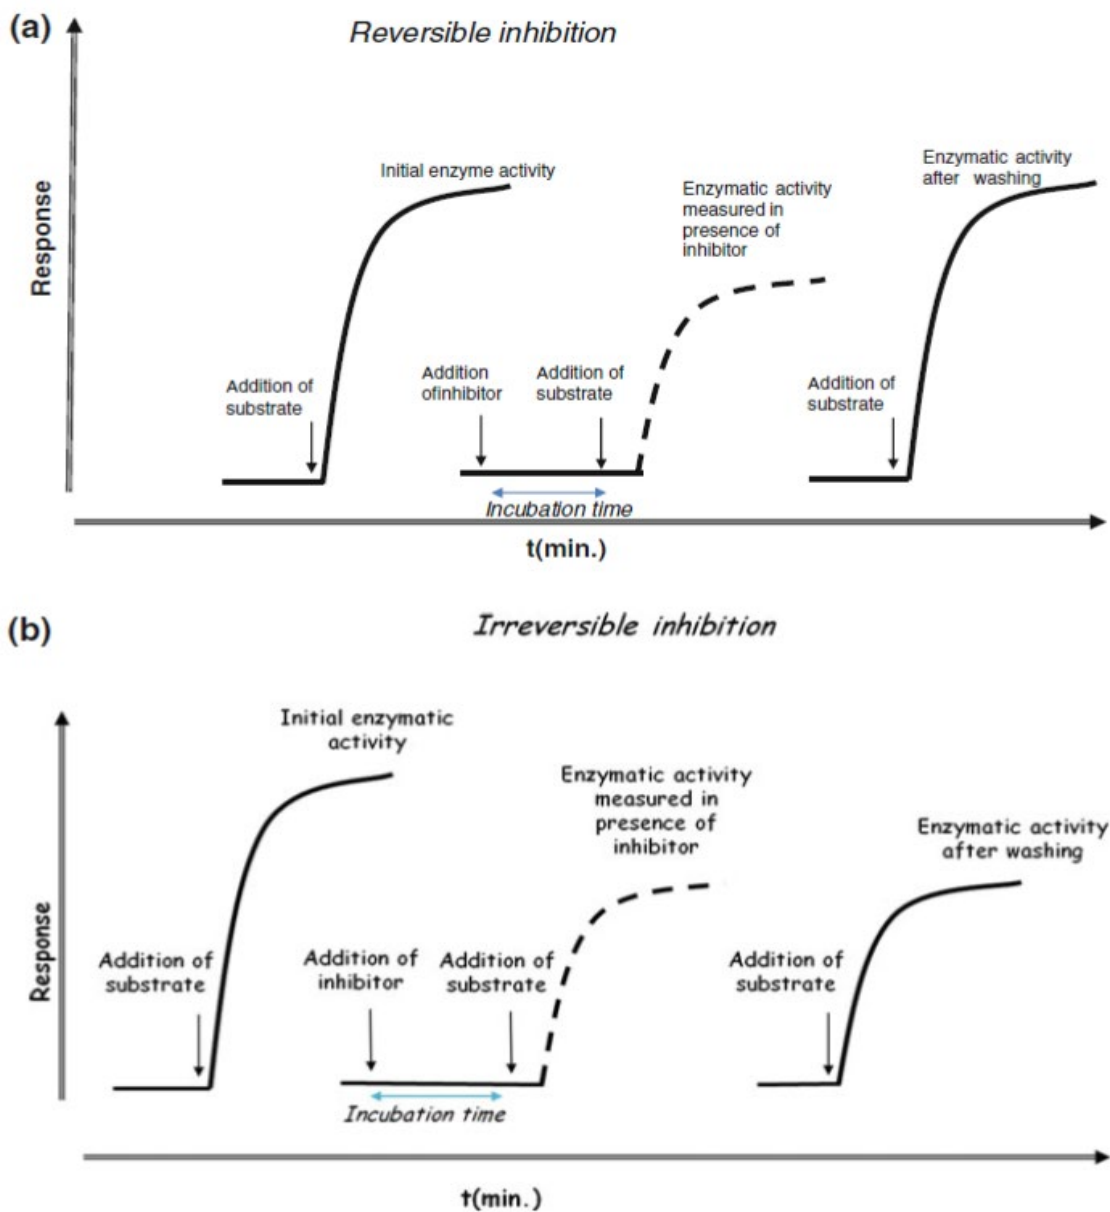 (a)
Reversible inhibition
Response
Initial enzyme activity
Enzymatic activity
measured in
presence of
inhibitor
Enzymatic activity
after washing
Addition of
substrate
Addition
ofinhibitor
Addition of
substrate
Addition of
substrate
Incubation time
t(min.)
(b)
Irreversible inhibition
Response
Initial enzymatic
activity
Enzymatic activity
measured in
presence of
inhibitor
Enzymatic activity
after washing
Addition of
substrate
Addition of
inhibitor
Addition of
substrate
Addition of
substrate
Incubation time
t(min.)